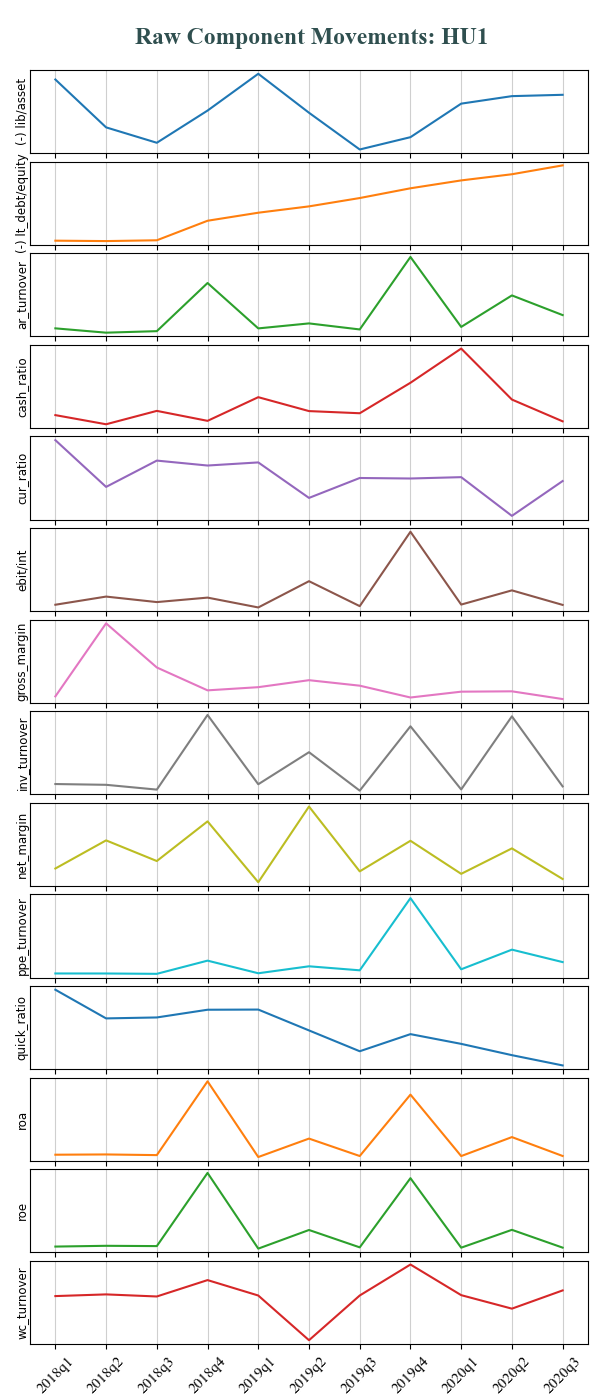 Raw Component Movements: HU1
(-) lib/asset
(-) lt_debt/equity
ar_turnover
cash_ratio
cur_ratio
ebit/int
gross_margin
inv_turnover
net_margin
ppe_turnover
quick_ratio
roa
roe
wc_turnover
2018q1 2018q2 2018q3 2018q4 2019q1 2019q2 2019q3 2019q4 2020q1 2020q2 2020q3